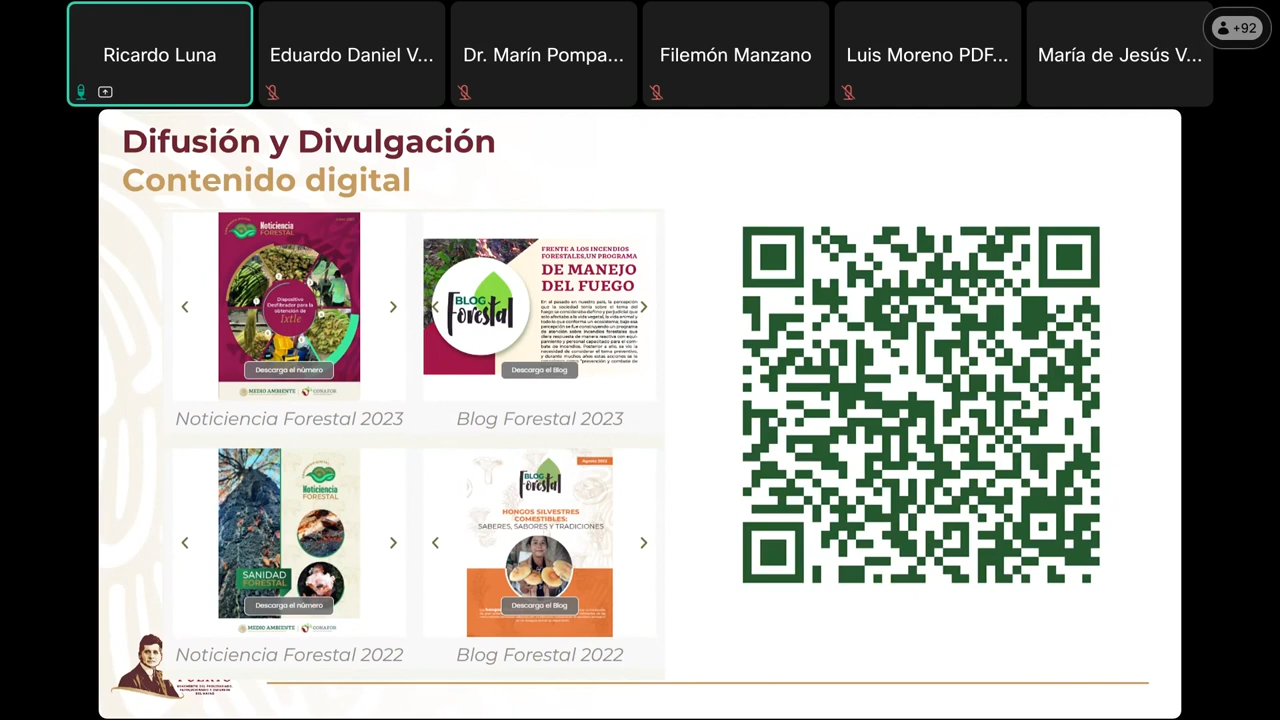 Ricardo Luna
Eduardo Daniel V...
Dr. Marín Pompa...
Filemón Manzano
Luis Moreno PDF...
María de Jesús V...
+92
Difusión y Divulgación
Contenido digital
Noticiencia
FORESTAL
Dispositivo
Desfibrador para la
obtención de
Ixtle
Descarga el número
MEDIO AMBIENTE
CONAFOR
Noticiencia Forestal 2023
FRENTE A LOS INCENDIOS
FORESTALES,UN PROGRAMA
DE MANEJO
DEL FUEGO
BLOG
Forestal
Descarga el Blog
Blog Forestal 2023
Noticiencia
FORESTAL
SANIDAD
FORESTAL
Descarga el número
MEDIO AMBIENTE
CONAFOR
Noticiencia Forestal 2022
Agosto 2022
BLOG
Forestal
HONGOS SILVESTRES
COMESTIBLES:
SABERES, SABORES Y TRADICIONES
Descarga el Blog
Blog Forestal 2022